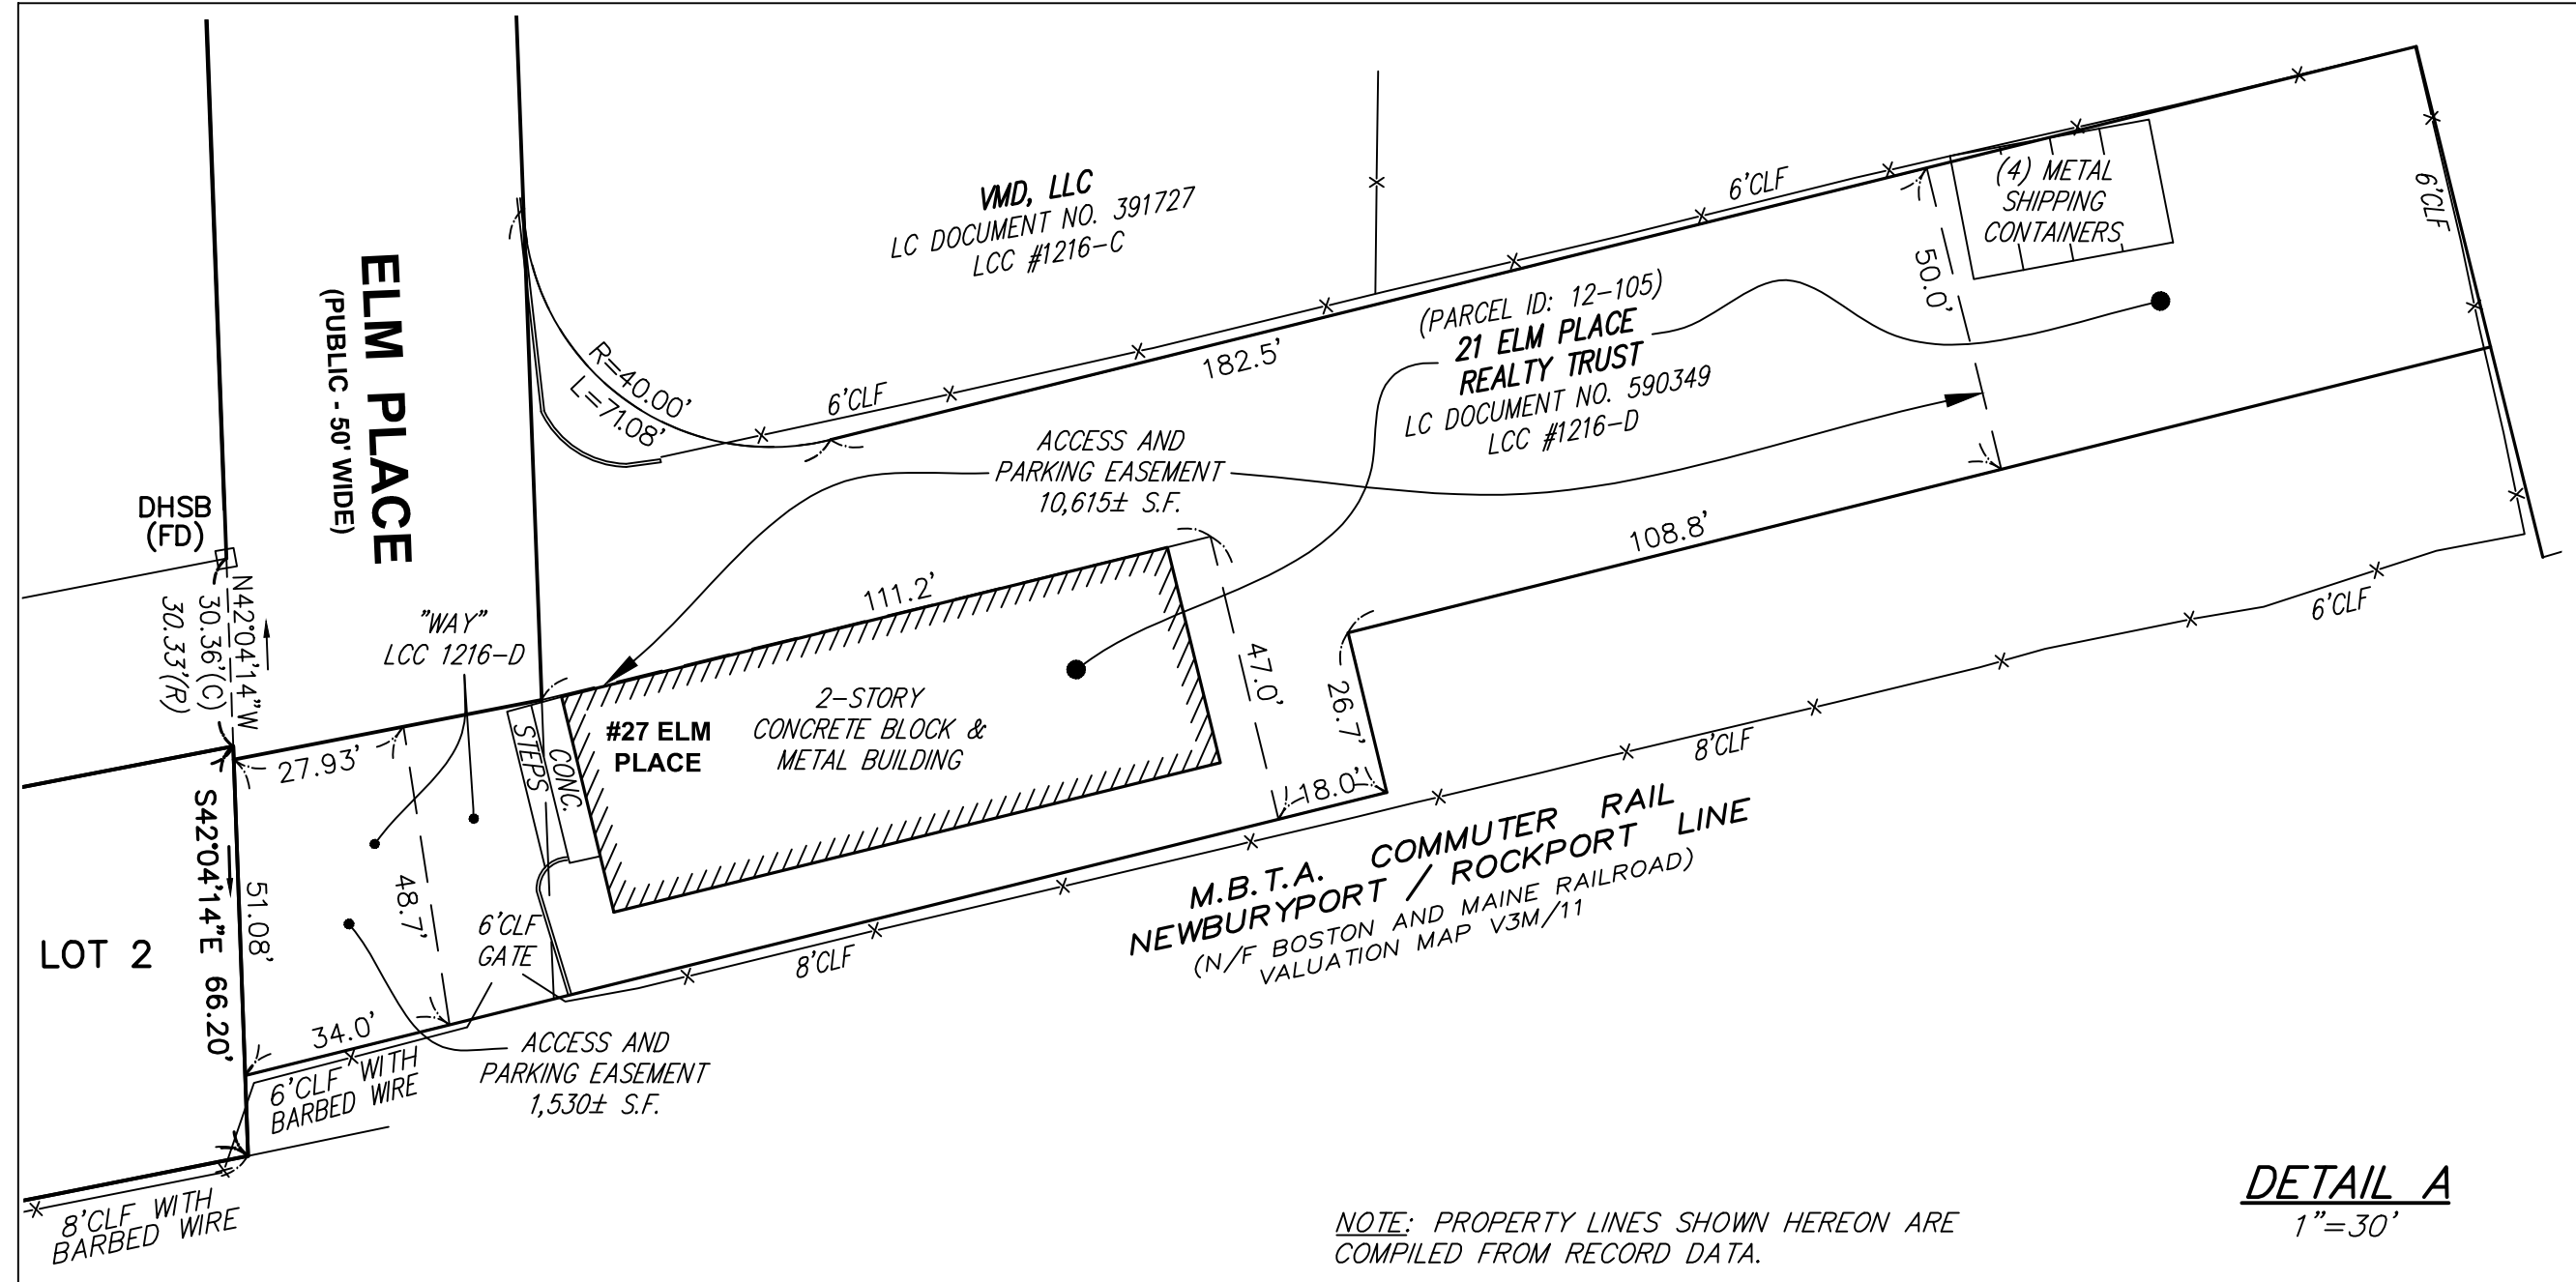 VMD, LLC
LC DOCUMENT NO. 391727
LCC #1216-C
6'CLF
(4) METAL
SHIPPING
CONTAINERS
6'CLF
50.0'
ELM PLACE
(PUBLIC - 50' WIDE)
R=40.00'
L=71.08'
6'CLF
182.5'
(PARCEL ID: 12-105)
21 ELM PLACE
REALTY TRUST
LC DOCUMENT NO. 590349
LCC #1216-D
ACCESS AND
PARKING EASEMENT
10,615± S.F.
DHSB
(FD)
N42°04'14"W
30.36'(C)
30.33'(R)
"WAY"
LCC 1216-D
111.2'
108.8'
6'CLF
47.0'
26.7'
18.0'
8'CLF
#27 ELM
PLACE
2-STORY
CONCRETE BLOCK &
METAL BUILDING
CONC.
STEPS
27.93'
S42°04'14"E 66.20'
51.08'
48.7'
LOT 2
6'CLF
GATE
8'CLF
M.B.T.A. COMMUTER RAIL
NEWBURYPORT / ROCKPORT LINE
(N/F BOSTON AND MAINE RAILROAD)
VALUATION MAP V3M/11
34.0'
6'CLF WITH
BARBED WIRE
ACCESS AND
PARKING EASEMENT
1,530± S.F.
8'CLF WITH
BARBED WIRE
NOTE: PROPERTY LINES SHOWN HEREON ARE
COMPILED FROM RECORD DATA.
DETAIL A
1"=30'